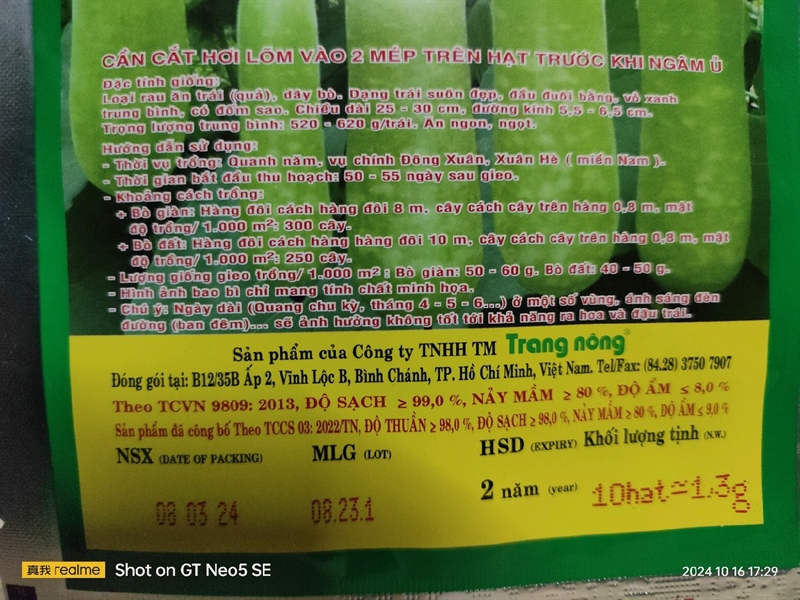 CẦN CẮT HƠI LÕM VÀO 2 MÉP TRÊN HẠT TRƯỚC KHI NGÂM Ủ
Đặc tính giống:
Loại rau ăn trái (quả), dây bò. Dạng trái suôn đẹp, đầu đuôi bằng, vỏ xanh
trung bình, có đốm sao. Chiều dài 25 - 30 cm, đường kính 5,5 - 6,5 cm.
Trọng lượng trung bình: 520 - 620 g/trái. Ăn ngon, ngọt.
Hướng dẫn sử dụng:
- Thời vụ trồng: Quanh năm, vụ chính Đông Xuân, Xuân Hè ( miền Nam ).
- Thời gian bắt đầu thu hoạch: 50 - 55 ngày sau gieo.
- Khoảng cách trồng:
+ Bò giàn: Hàng đôi cách hàng đôi 8 m, cây cách cây trên hàng 0,8 m, mật
độ trồng/ 1.000 m²: 300 cây.
+ Bò đất: Hàng đôi cách hàng hàng đôi 10 m, cây cách cây trên hàng 0,8 m, mật
độ trồng/ 1.000 m²: 250 cây.
- Lượng giống gieo trồng/ 1.000 m² : Bò giàn: 50 - 60 g. Bò đất: 40 - 50 g.
- Hình ảnh bao bì chỉ mang tính chất minh họa.
- Chú ý: Ngày dài (Quang chu kỳ, tháng 4 - 5 - 6...) ở một số vùng, ánh sáng đèn
đường (ban đêm)... sẽ ảnh hưởng không tốt tới khả năng ra hoa và đậu trái.
Sản phẩm của Công ty TNHH TM Trang nông®
Đóng gói tại: B12/35B Ấp 2, Vĩnh Lộc B, Bình Chánh, TP. Hồ Chí Minh, Việt Nam. Tel/Fax: (84.28) 3750 7907
Theo TCVN 9809: 2013, ĐỘ SẠCH ≥ 99,0 %, NẢY MẦM ≥ 80 %, ĐỘ ẨM ≤ 8,0 %
Sản phẩm đã công bố Theo TCCS 03: 2022/TN, ĐỘ THUẦN ≥ 98,0 %, ĐỘ SẠCH ≥ 98,0 %, NẢY MẦM ≥ 80 %, ĐỘ ẨM ≤ 9,0 %
NSX (DATE OF PACKING) MLG (LOT) HSD (EXPIRY) Khối lượng tịnh (N.W.)
08 03 24 08.23.1 2 năm (year) 10hat=1,3g
真我 realme Shot on GT Neo5 SE 2024 10 16 17:29